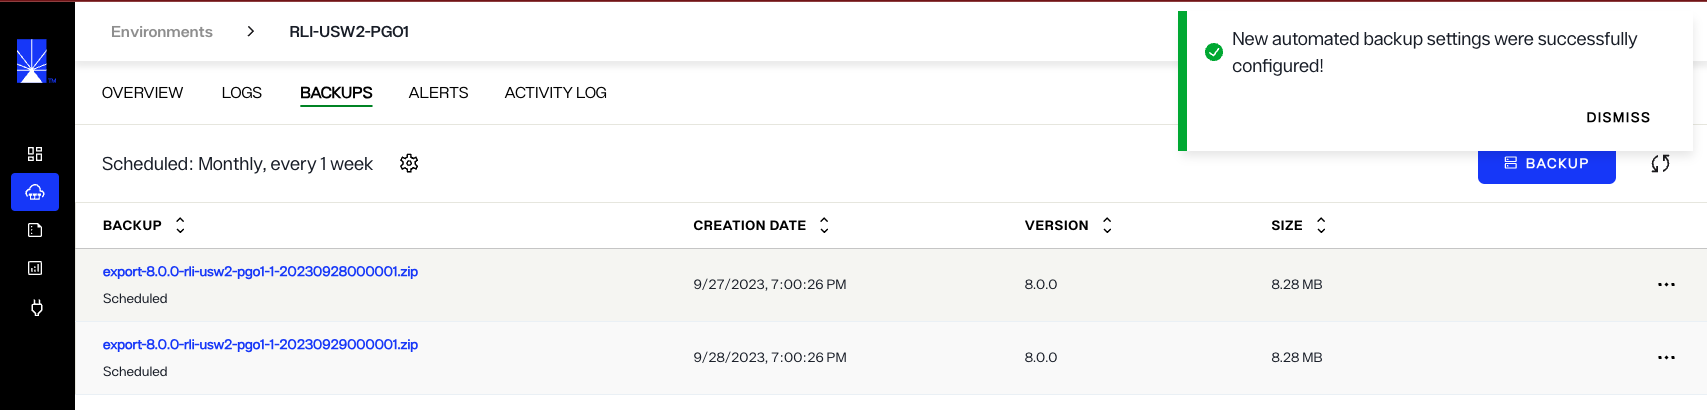 Environments > RLI-USW2-PGO1
New automated backup settings were successfully
configured!
DISMISS
OVERVIEW LOGS BACKUPS ALERTS ACTIVITY LOG
Scheduled: Monthly, every 1 week
BACKUP
BACKUP CREATION DATE VERSION SIZE
export-8.0.0-rli-usw2-pgo1-1-20230928000001.zip
Scheduled
9/27/2023, 7:00:26 PM 8.0.0 8.28 MB
export-8.0.0-rli-usw2-pgo1-1-20230929000001.zip
Scheduled
9/28/2023, 7:00:26 PM 8.0.0 8.28 MB
TM